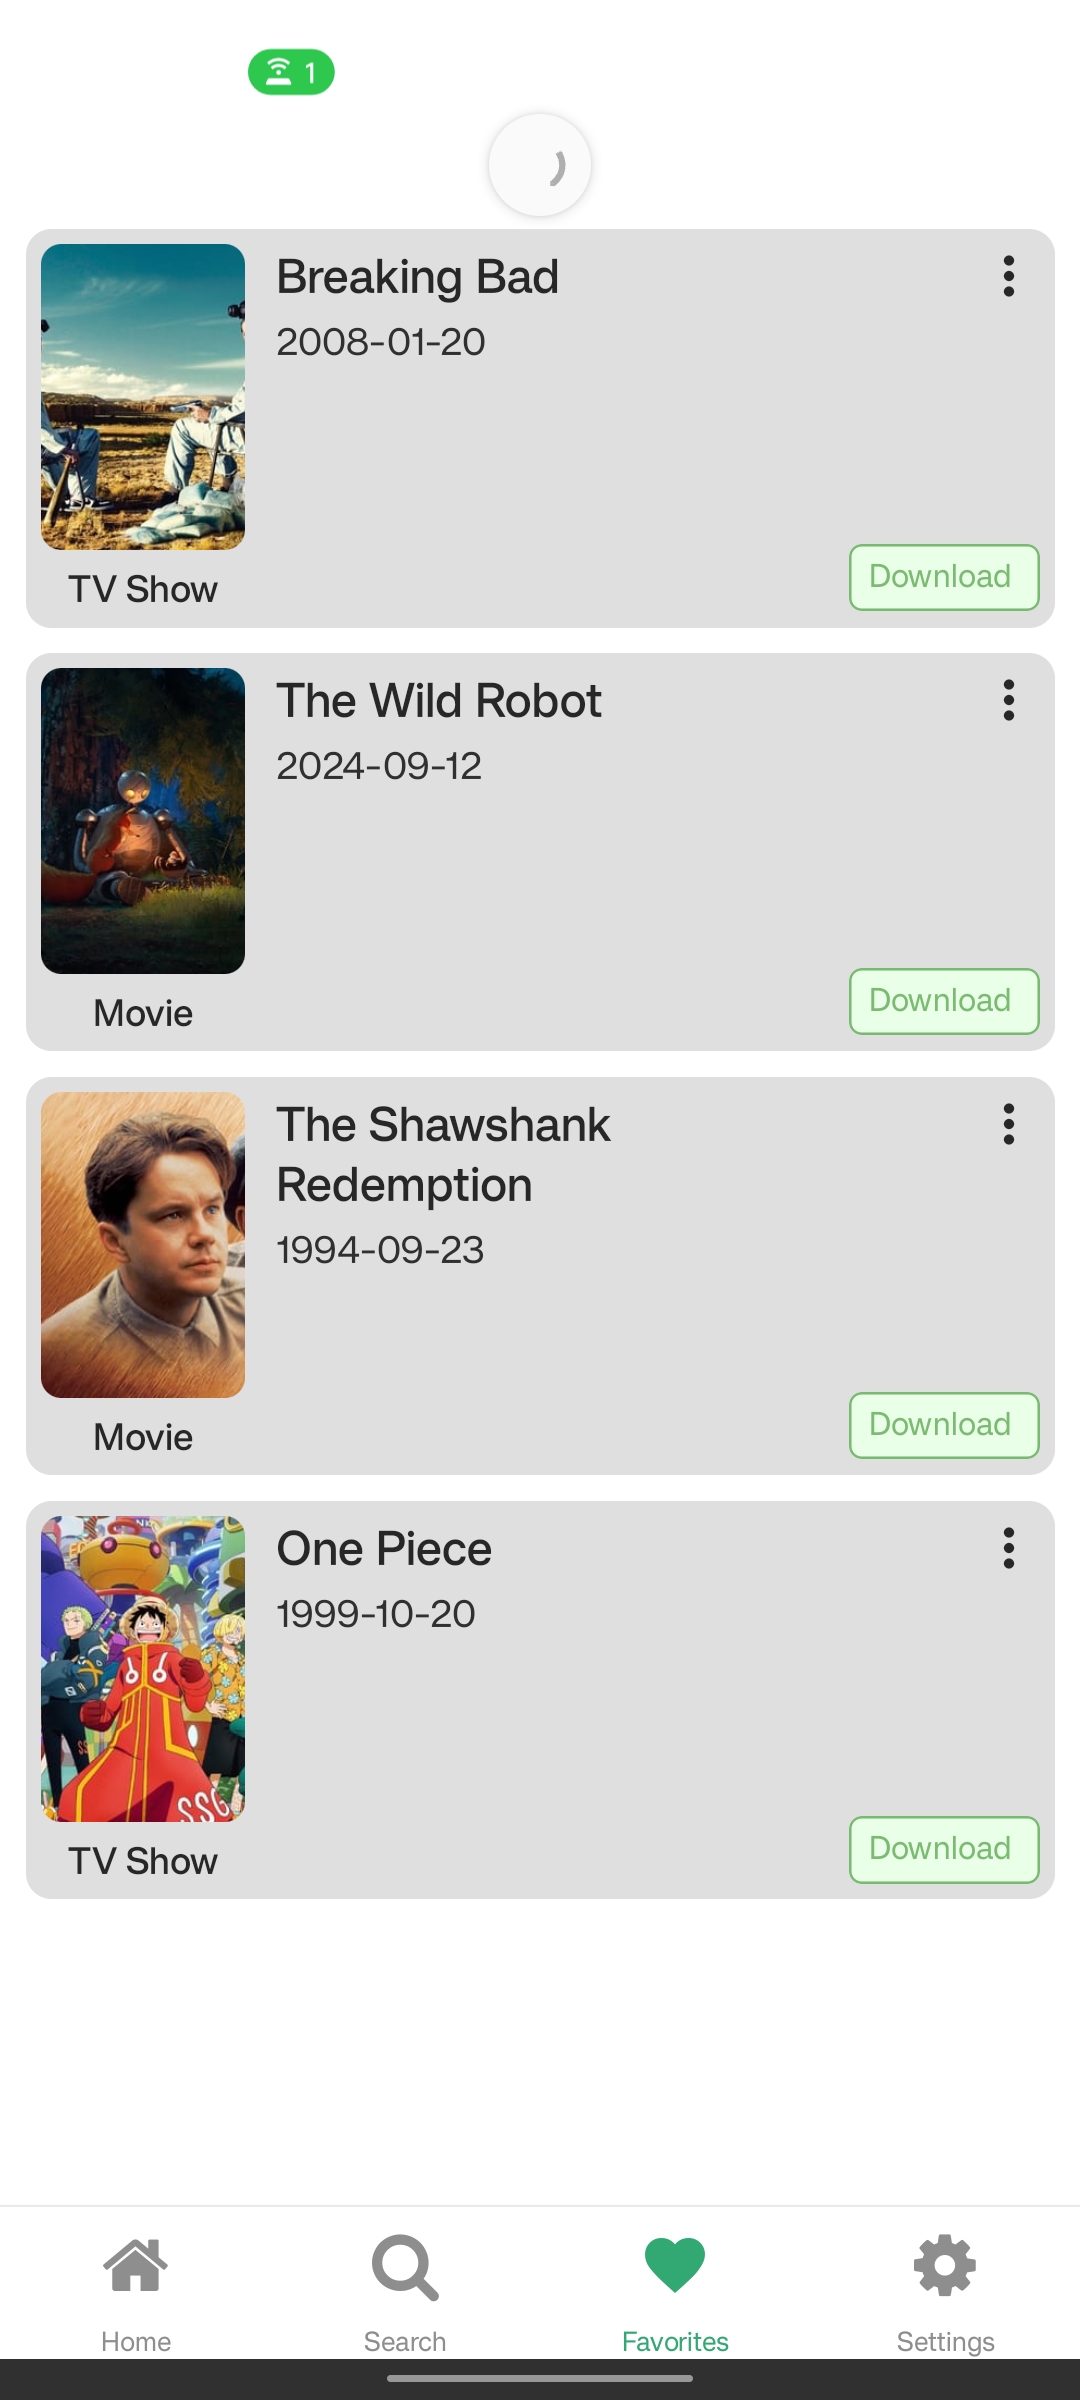 1
Breaking Bad
2008-01-20
TV Show
Download
The Wild Robot
2024-09-12
Movie
Download
The Shawshank
Redemption
1994-09-23
Movie
Download
One Piece
1999-10-20
SSG
TV Show
Download
Home
Search
Favorites
Settings